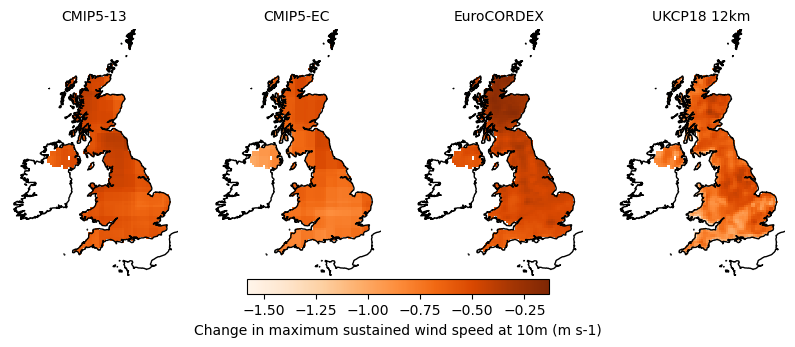 CMIP5-13 CMIP5-EC EuroCORDEX UKCP18 12km
−1.50 −1.25 −1.00 −0.75 −0.50 −0.25
Change in maximum sustained wind speed at 10m (m s-1)